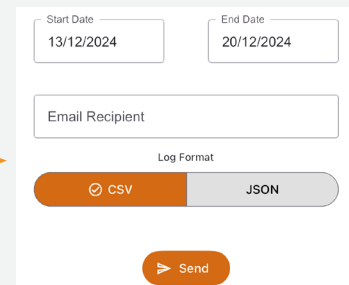 Start Date End Date
13/12/2024 20/12/2024
Email Recipient
Log Format
CSV JSON
Send